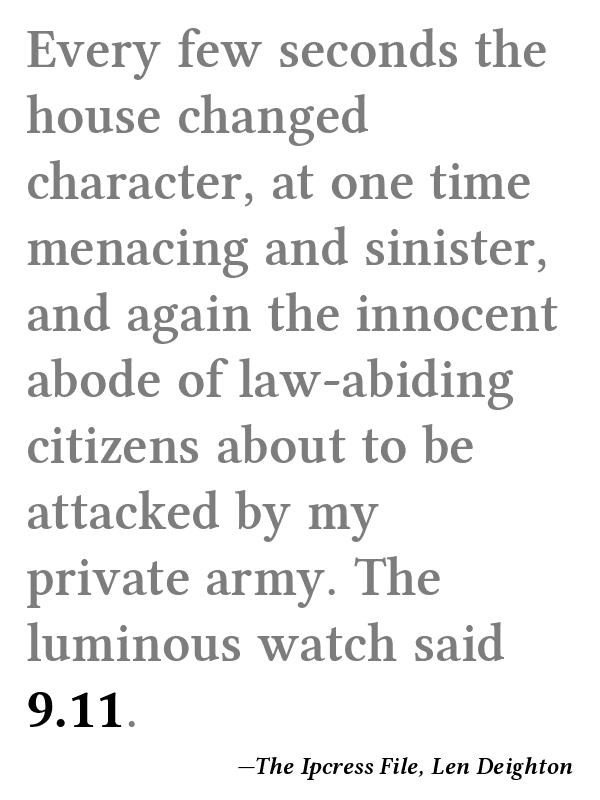 Every few seconds the
house changed
character, at one time
menacing and sinister,
and again the innocent
abode of law-abiding
citizens about to be
attacked by my
private army. The
luminous watch said
9.11.
—The Ipcress File, Len Deighton